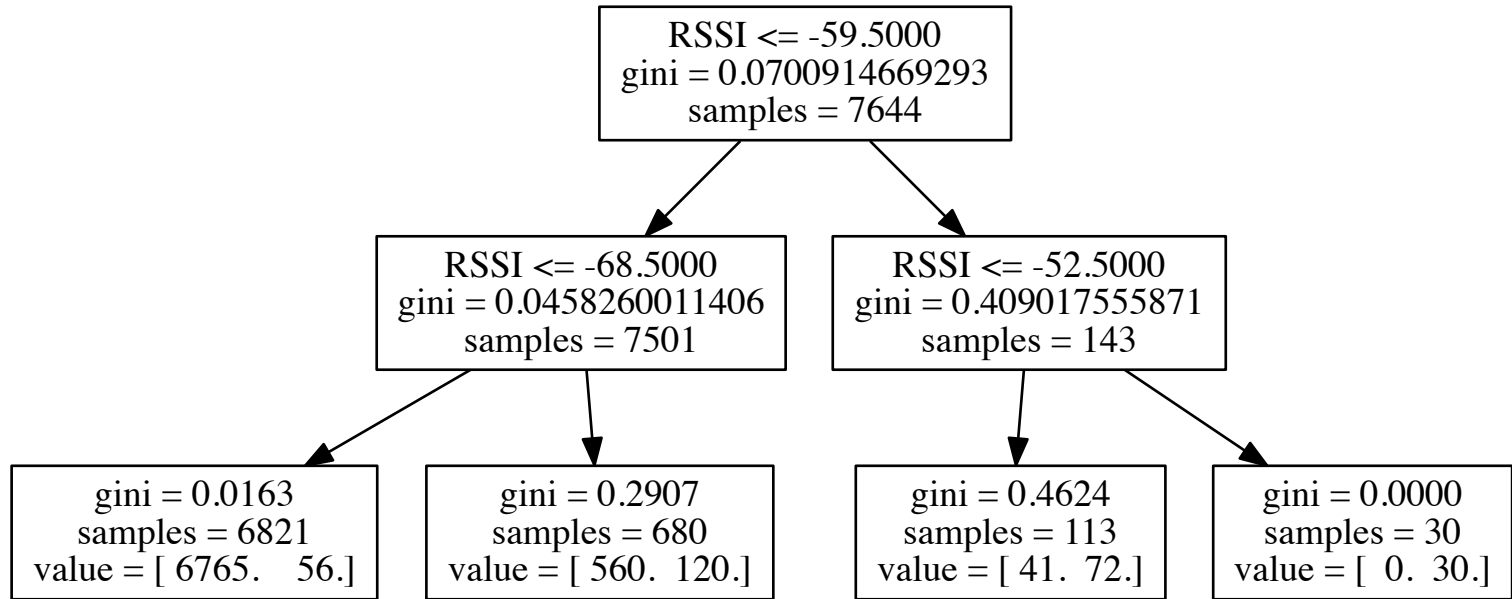 RSSI <= -59.5000
gini = 0.0700914669293
samples = 7644
RSSI <= -68.5000
gini = 0.0458260011406
samples = 7501
RSSI <= -52.5000
gini = 0.409017555871
samples = 143
gini = 0.0163
samples = 6821
value = [ 6765.    56.]
gini = 0.2907
samples = 680
value = [ 560.  120.]
gini = 0.4624
samples = 113
value = [ 41.  72.]
gini = 0.0000
samples = 30
value = [  0.  30.]